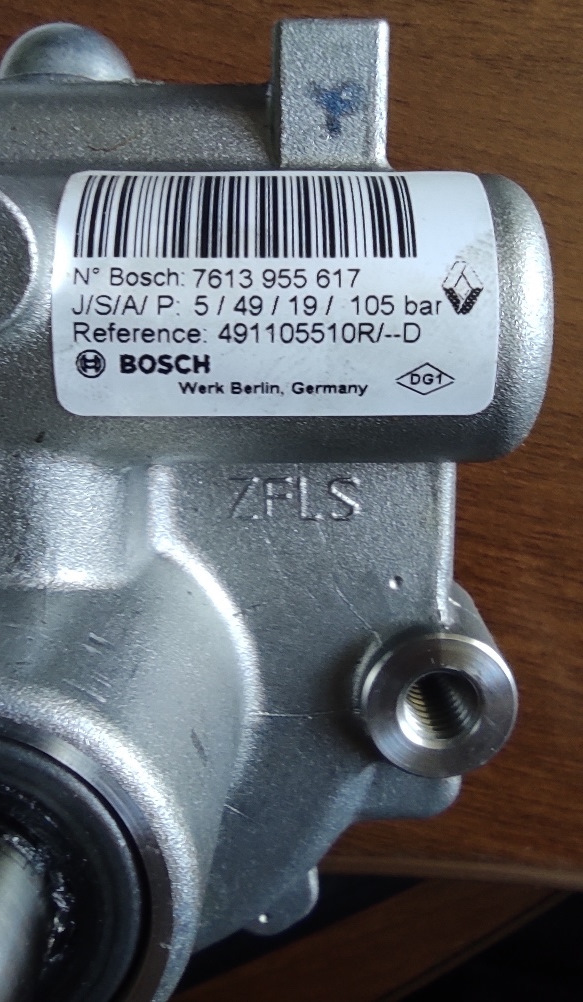 N° Bosch: 7613 955 617
J/S/A/ P: 5 / 49 / 19 / 105 bar
Reference: 491105510R/--D
BOSCH
Werk Berlin, Germany
DG1
ZFLS